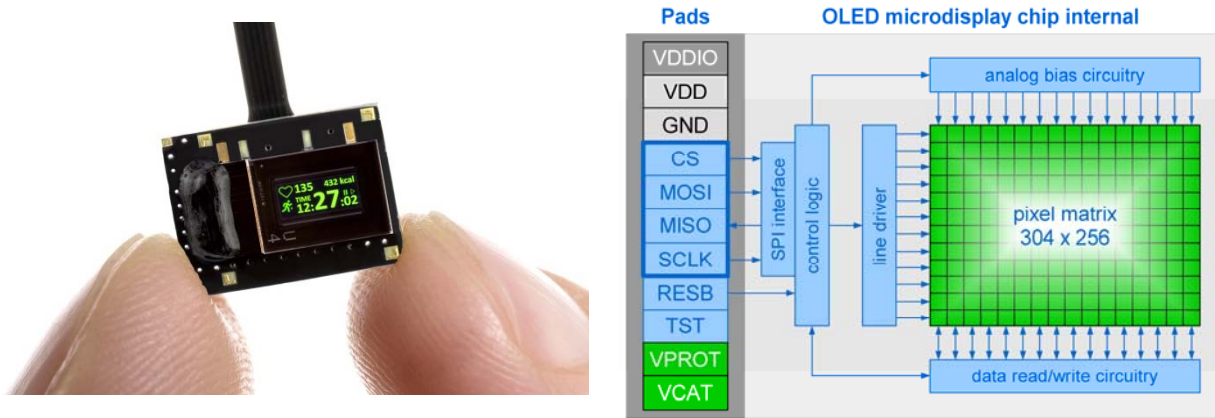 135 432 kcal
TIME
12:27:02
U4
Pads
OLED microdisplay chip internal
VDDIO
VDD
GND
CS
MOSI
MISO
SCLK
RESB
TST
VPROT
VCAT
SPI interface
control logic
line driver
analog bias circuitry
pixel matrix
304 x 256
data read/write circuitry